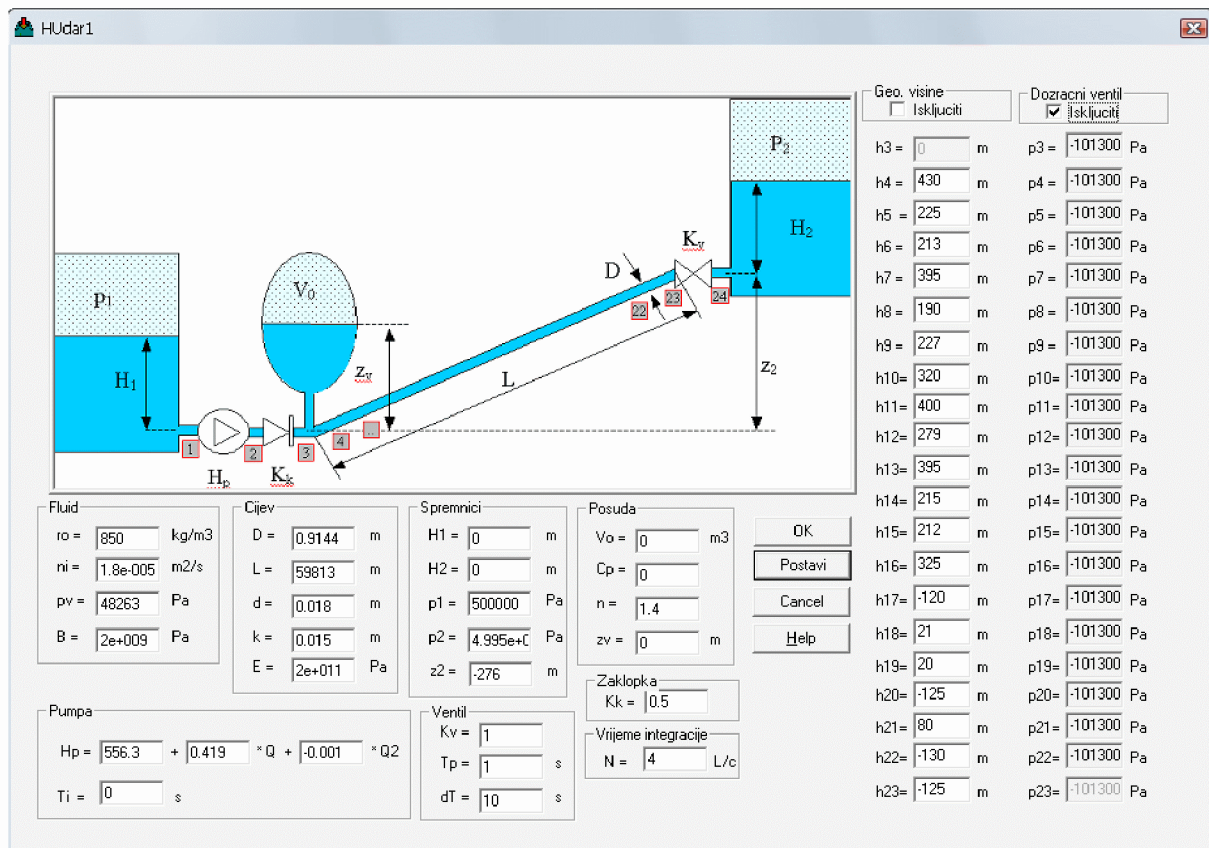 HUdar1
P2
H2
Kv
D
23
24
22
p1
V0
H1
zv
L
z2
1
2
3
4
..
Hp
Kk
Geo. visine
Iskljuciti
h3 = 0 m
h4 = 430 m
h5 = 225 m
h6 = 213 m
h7 = 395 m
h8 = 190 m
h9 = 227 m
h10= 320 m
h11= 400 m
h12= 279 m
h13= 395 m
h14= 215 m
h15= 212 m
h16= 325 m
h17= -120 m
h18= 21 m
h19= 20 m
h20= -125 m
h21= 80 m
h22= -130 m
h23= -125 m
Dozracni ventil
Iskljuciti
p3= -101300 Pa
p4= -101300 Pa
p5= -101300 Pa
p6= -101300 Pa
p7= -101300 Pa
p8= -101300 Pa
p9= -101300 Pa
p10= -101300 Pa
p11= -101300 Pa
p12= -101300 Pa
p13= -101300 Pa
p14= -101300 Pa
p15= -101300 Pa
p16= -101300 Pa
p17= -101300 Pa
p18= -101300 Pa
p19= -101300 Pa
p20= -101300 Pa
p21= -101300 Pa
p22= -101300 Pa
p23= -101300 Pa
Fluid
ro = 850 kg/m3
ni = 1.8e-005 m2/s
pv = 48263 Pa
B = 2e+009 Pa
Cijev
D = 0.9144 m
L = 59813 m
d = 0.018 m
k = 0.015 m
E = 2e+011 Pa
Spremnici
H1 = 0 m
H2 = 0 m
p1 = 500000 Pa
p2 = 4.995e+0 Pa
z2 = -276 m
Posuda
Vo = 0 m3
Cp = 0
n = 1.4
zv = 0 m
OK
Postavi
Cancel
Help
Zaklopka
Kk = 0.5
Vrijeme integracije
N = 4 L/c
Pumpa
Hp = 556.3 + 0.419 *Q + -0.001 *Q2
Ti = 0 s
Ventil
Kv = 1
Tp = 1 s
dT = 10 s